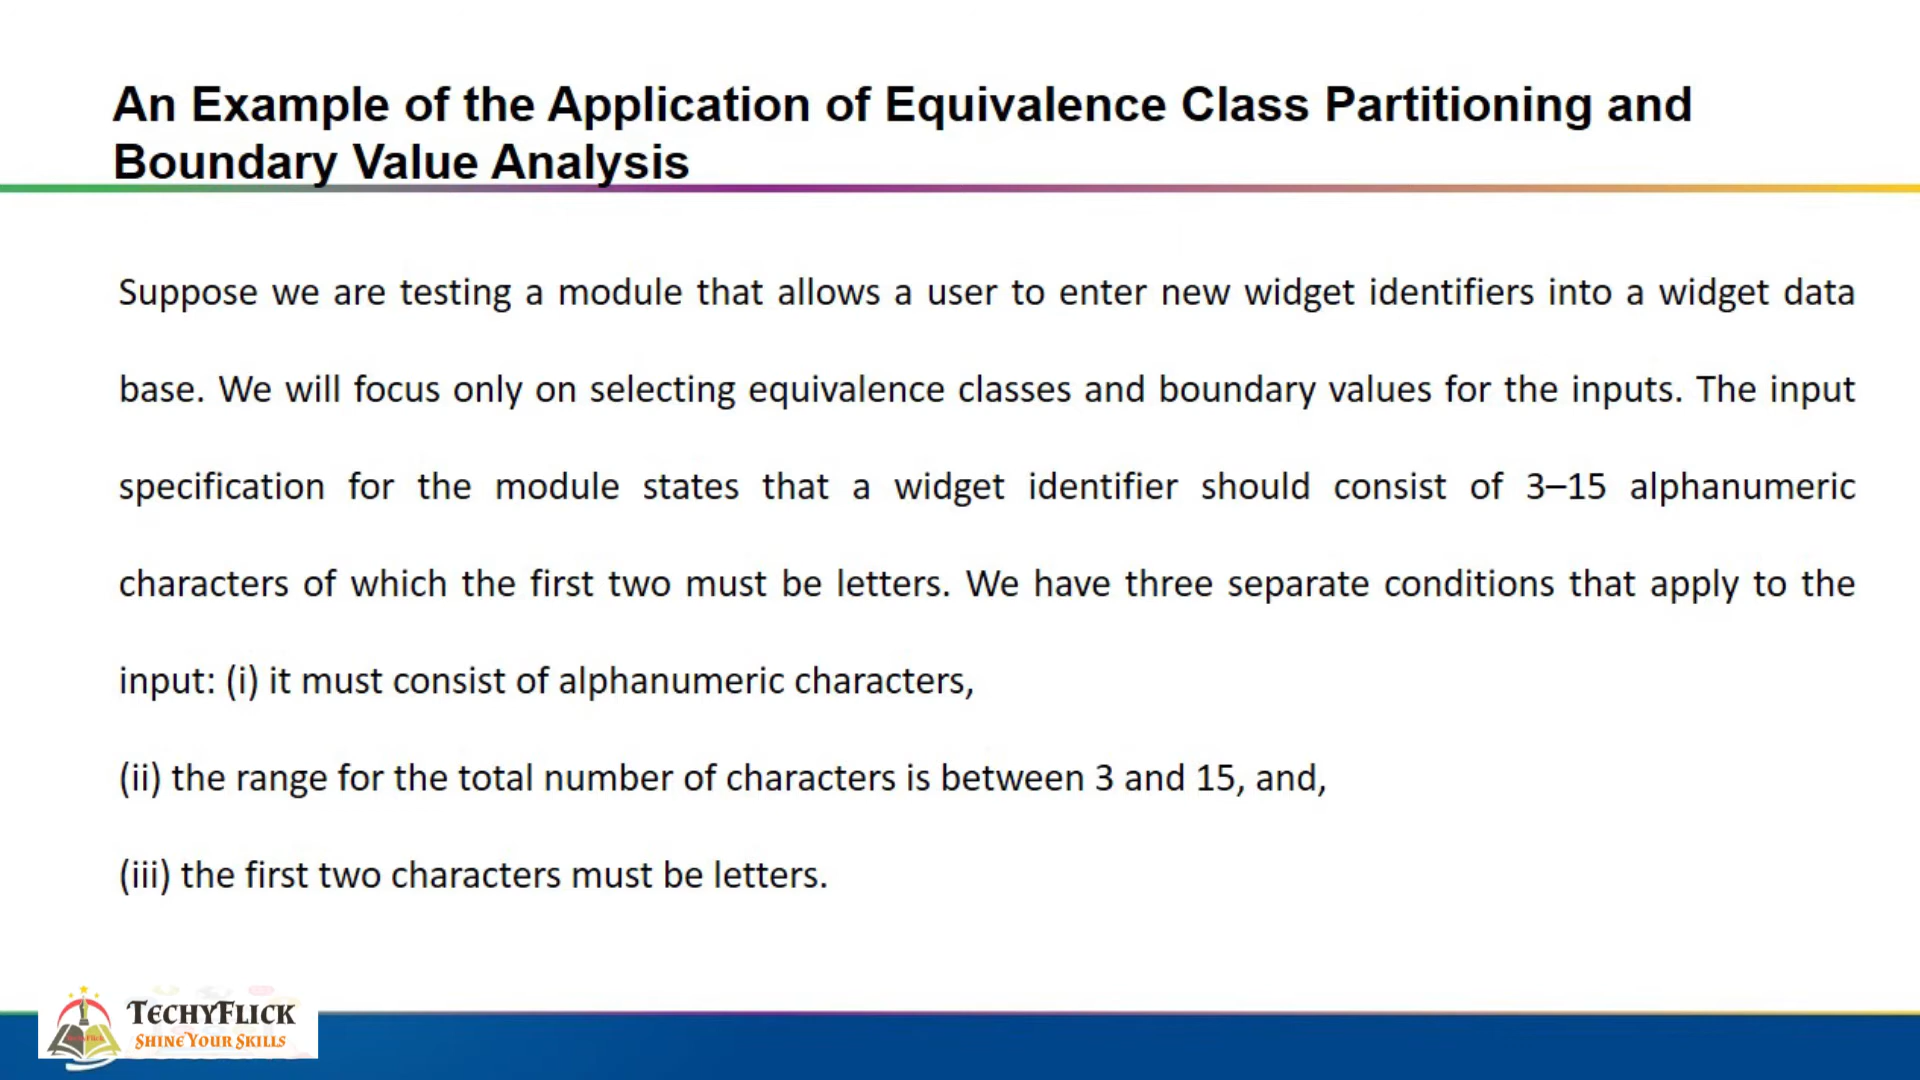 An Example of the Application of Equivalence Class Partitioning and
Boundary Value Analysis
Suppose we are testing a module that allows a user to enter new widget identifiers into a widget data
base. We will focus only on selecting equivalence classes and boundary values for the inputs. The input
specification for the module states that a widget identifier should consist of 3–15 alphanumeric
characters of which the first two must be letters. We have three separate conditions that apply to the
input: (i) it must consist of alphanumeric characters,
(ii) the range for the total number of characters is between 3 and 15, and,
(iii) the first two characters must be letters.
TECHYFLICK
SHINE YOUR SKILLS